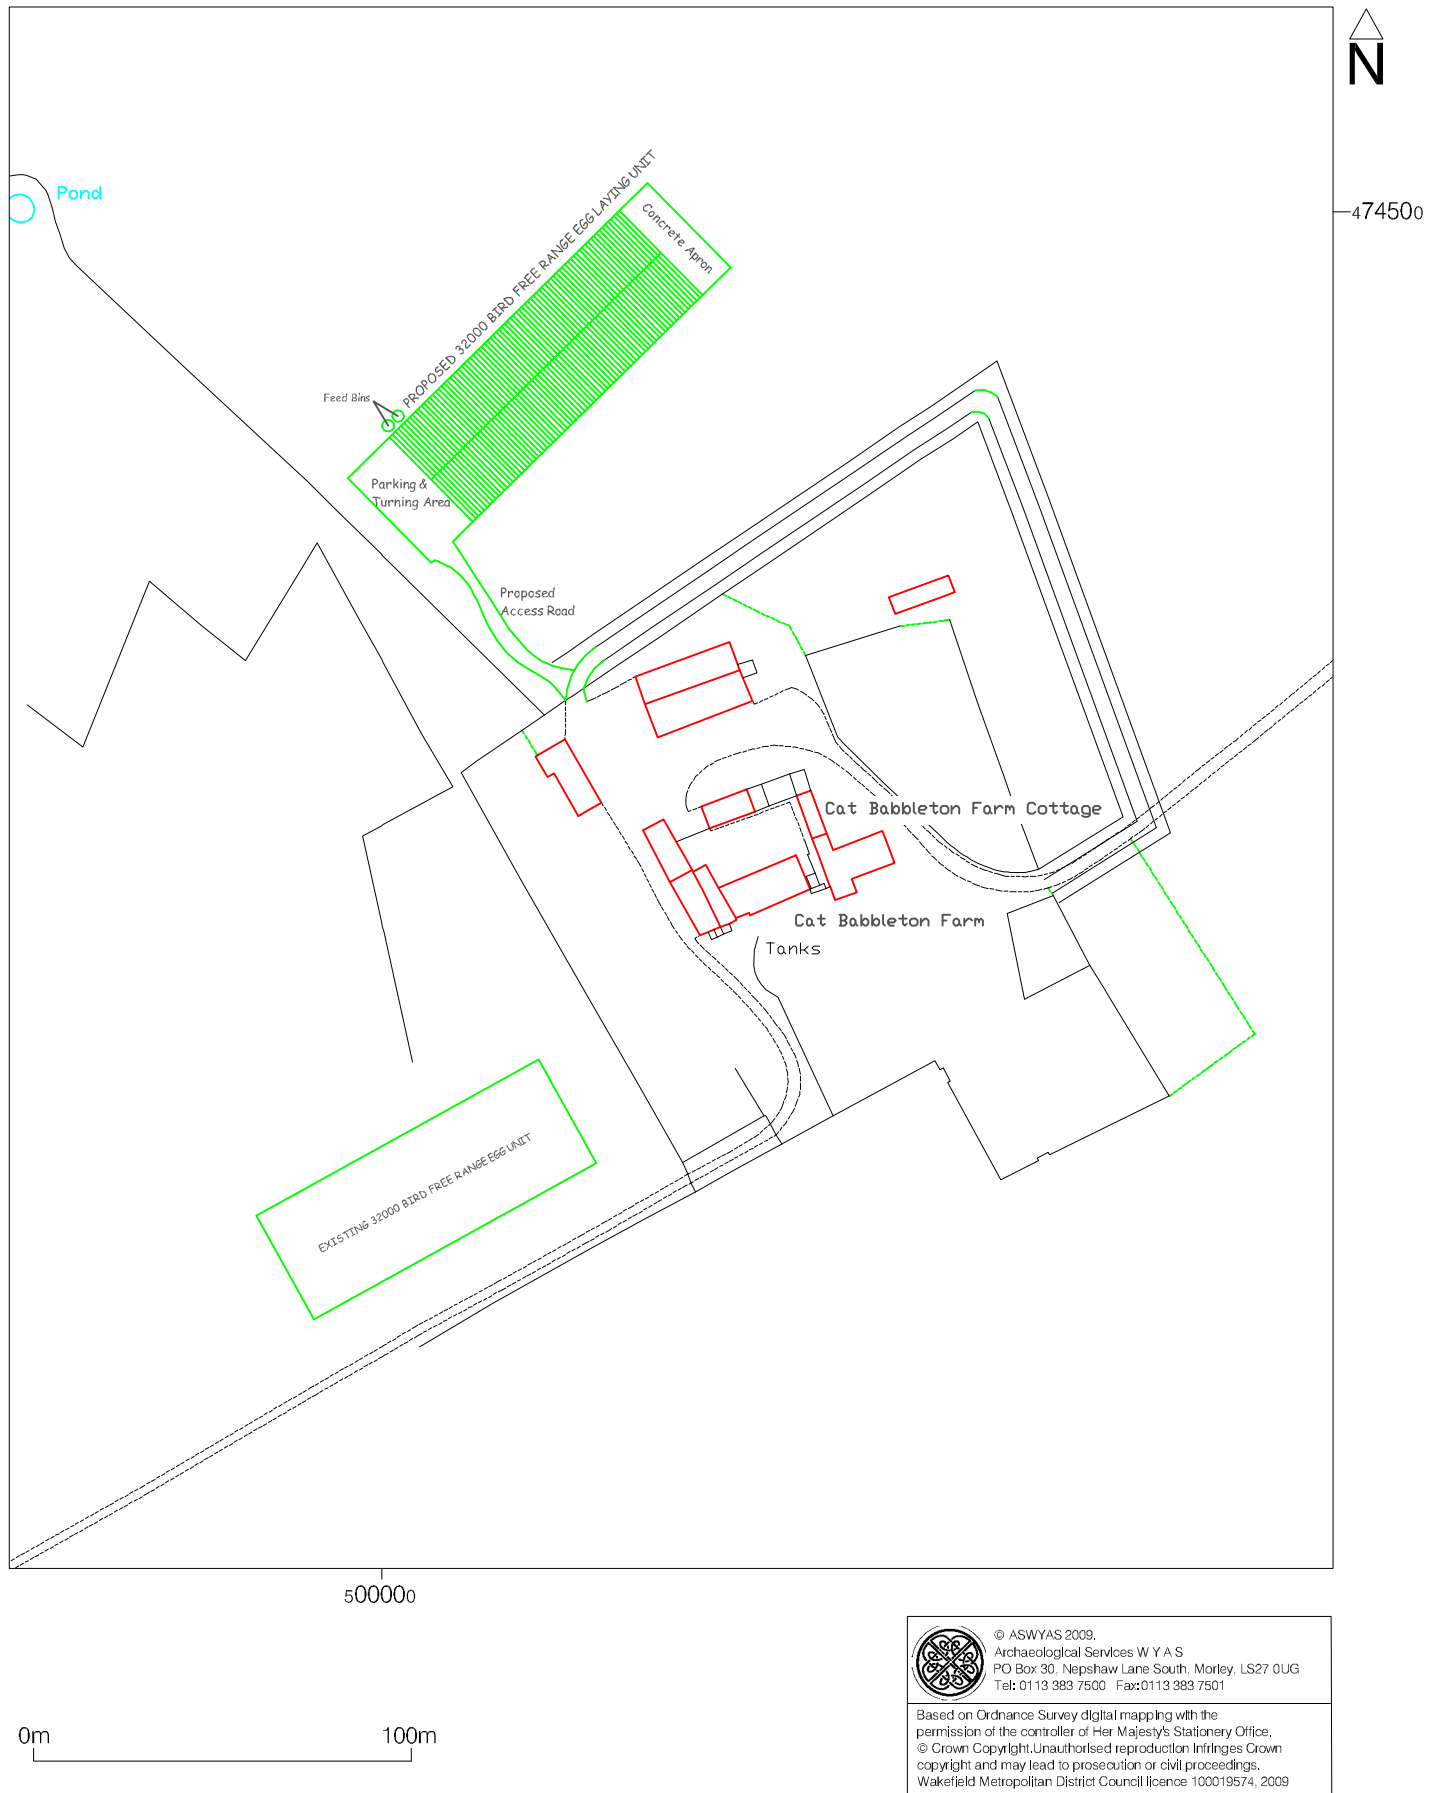 N
Pond
474500
PROPOSED 32000 BIRD FREE RANGE EGG LAYING UNIT
Concrete Apron
Feed Bins
Parking &
Turning Area
Proposed
Access Road
Cat Babbleton Farm Cottage
Cat Babbleton Farm
Tanks
EXISTING 32000 BIRD FREE RANGE EGG UNIT
500000
0m 100m
© ASWYAS 2009.
Archaeological Services W Y A S
PO Box 30, Nepshaw Lane South, Morley, LS27 0UG
Tel: 0113 383 7500 Fax:0113 383 7501
Based on Ordnance Survey digital mapping with the
permission of the controller of Her Majesty's Stationery Office.
© Crown Copyright.Unauthorised reproduction infringes Crown
copyright and may lead to prosecution or civil proceedings.
Wakefield Metropolitan District Council licence 100019574, 2009